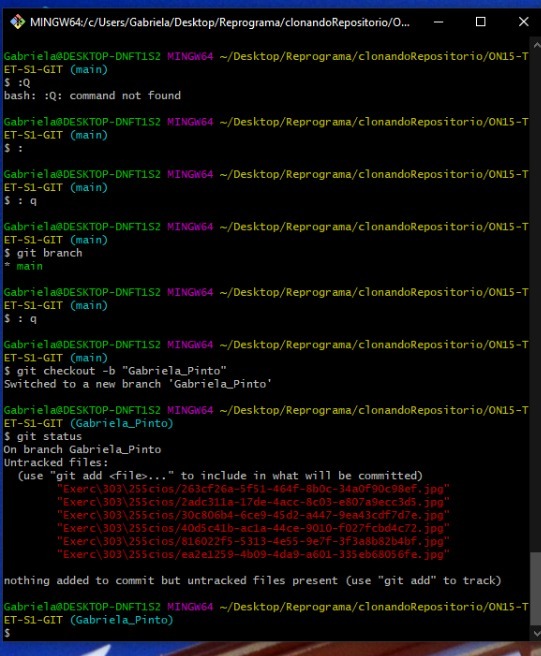 MINGW64:/c/Users/Gabriela/Desktop/Reprograma/clonandoRepositorio/O...
Gabriela@DESKTOP-DNFT1S2 MINGW64 ~/Desktop/Reprograma/clonandoRepositorio/ON15-T
ET-S1-GIT (main)
$ :Q
bash: :Q: command not found
Gabriela@DESKTOP-DNFT1S2 MINGW64 ~/Desktop/Reprograma/clonandoRepositorio/ON15-T
ET-S1-GIT (main)
$ :
Gabriela@DESKTOP-DNFT1S2 MINGW64 ~/Desktop/Reprograma/clonandoRepositorio/ON15-T
ET-S1-GIT (main)
$ : q
Gabriela@DESKTOP-DNFT1S2 MINGW64 ~/Desktop/Reprograma/clonandoRepositorio/ON15-T
ET-S1-GIT (main)
$ git branch
* main
Gabriela@DESKTOP-DNFT1S2 MINGW64 ~/Desktop/Reprograma/clonandoRepositorio/ON15-T
ET-S1-GIT (main)
$ : q
Gabriela@DESKTOP-DNFT1S2 MINGW64 ~/Desktop/Reprograma/clonandoRepositorio/ON15-T
ET-S1-GIT (main)
$ git checkout -b "Gabriela_Pinto"
Switched to a new branch 'Gabriela_Pinto'
Gabriela@DESKTOP-DNFT1S2 MINGW64 ~/Desktop/Reprograma/clonandoRepositorio/ON15-T
ET-S1-GIT (Gabriela_Pinto)
$ git status
On branch Gabriela_Pinto
Untracked files:
(use "git add <file>..." to include in what will be committed)
"Exerc\303\255cios/263cf26a-5f51-464f-8b0c-34a0f90c98ef.jpg"
"Exerc\303\255cios/2adc311a-17de-4acc-8c03-e807a9ecc3d5.jpg"
"Exerc\303\255cios/30c806b4-6ce9-45d2-a447-9ea43cdf7d7e.jpg"
"Exerc\303\255cios/40d5c41b-ac1a-44ce-9010-f027fcbd4c72.jpg"
"Exerc\303\255cios/816022f5-5313-4e55-9e7f-3f3a8b82b4bf.jpg"
"Exerc\303\255cios/ea2e1259-4b09-4da9-a601-335eb68056fe.jpg"
nothing added to commit but untracked files present (use "git add" to track)
Gabriela@DESKTOP-DNFT1S2 MINGW64 ~/Desktop/Reprograma/clonandoRepositorio/ON15-T
ET-S1-GIT (Gabriela_Pinto)
$